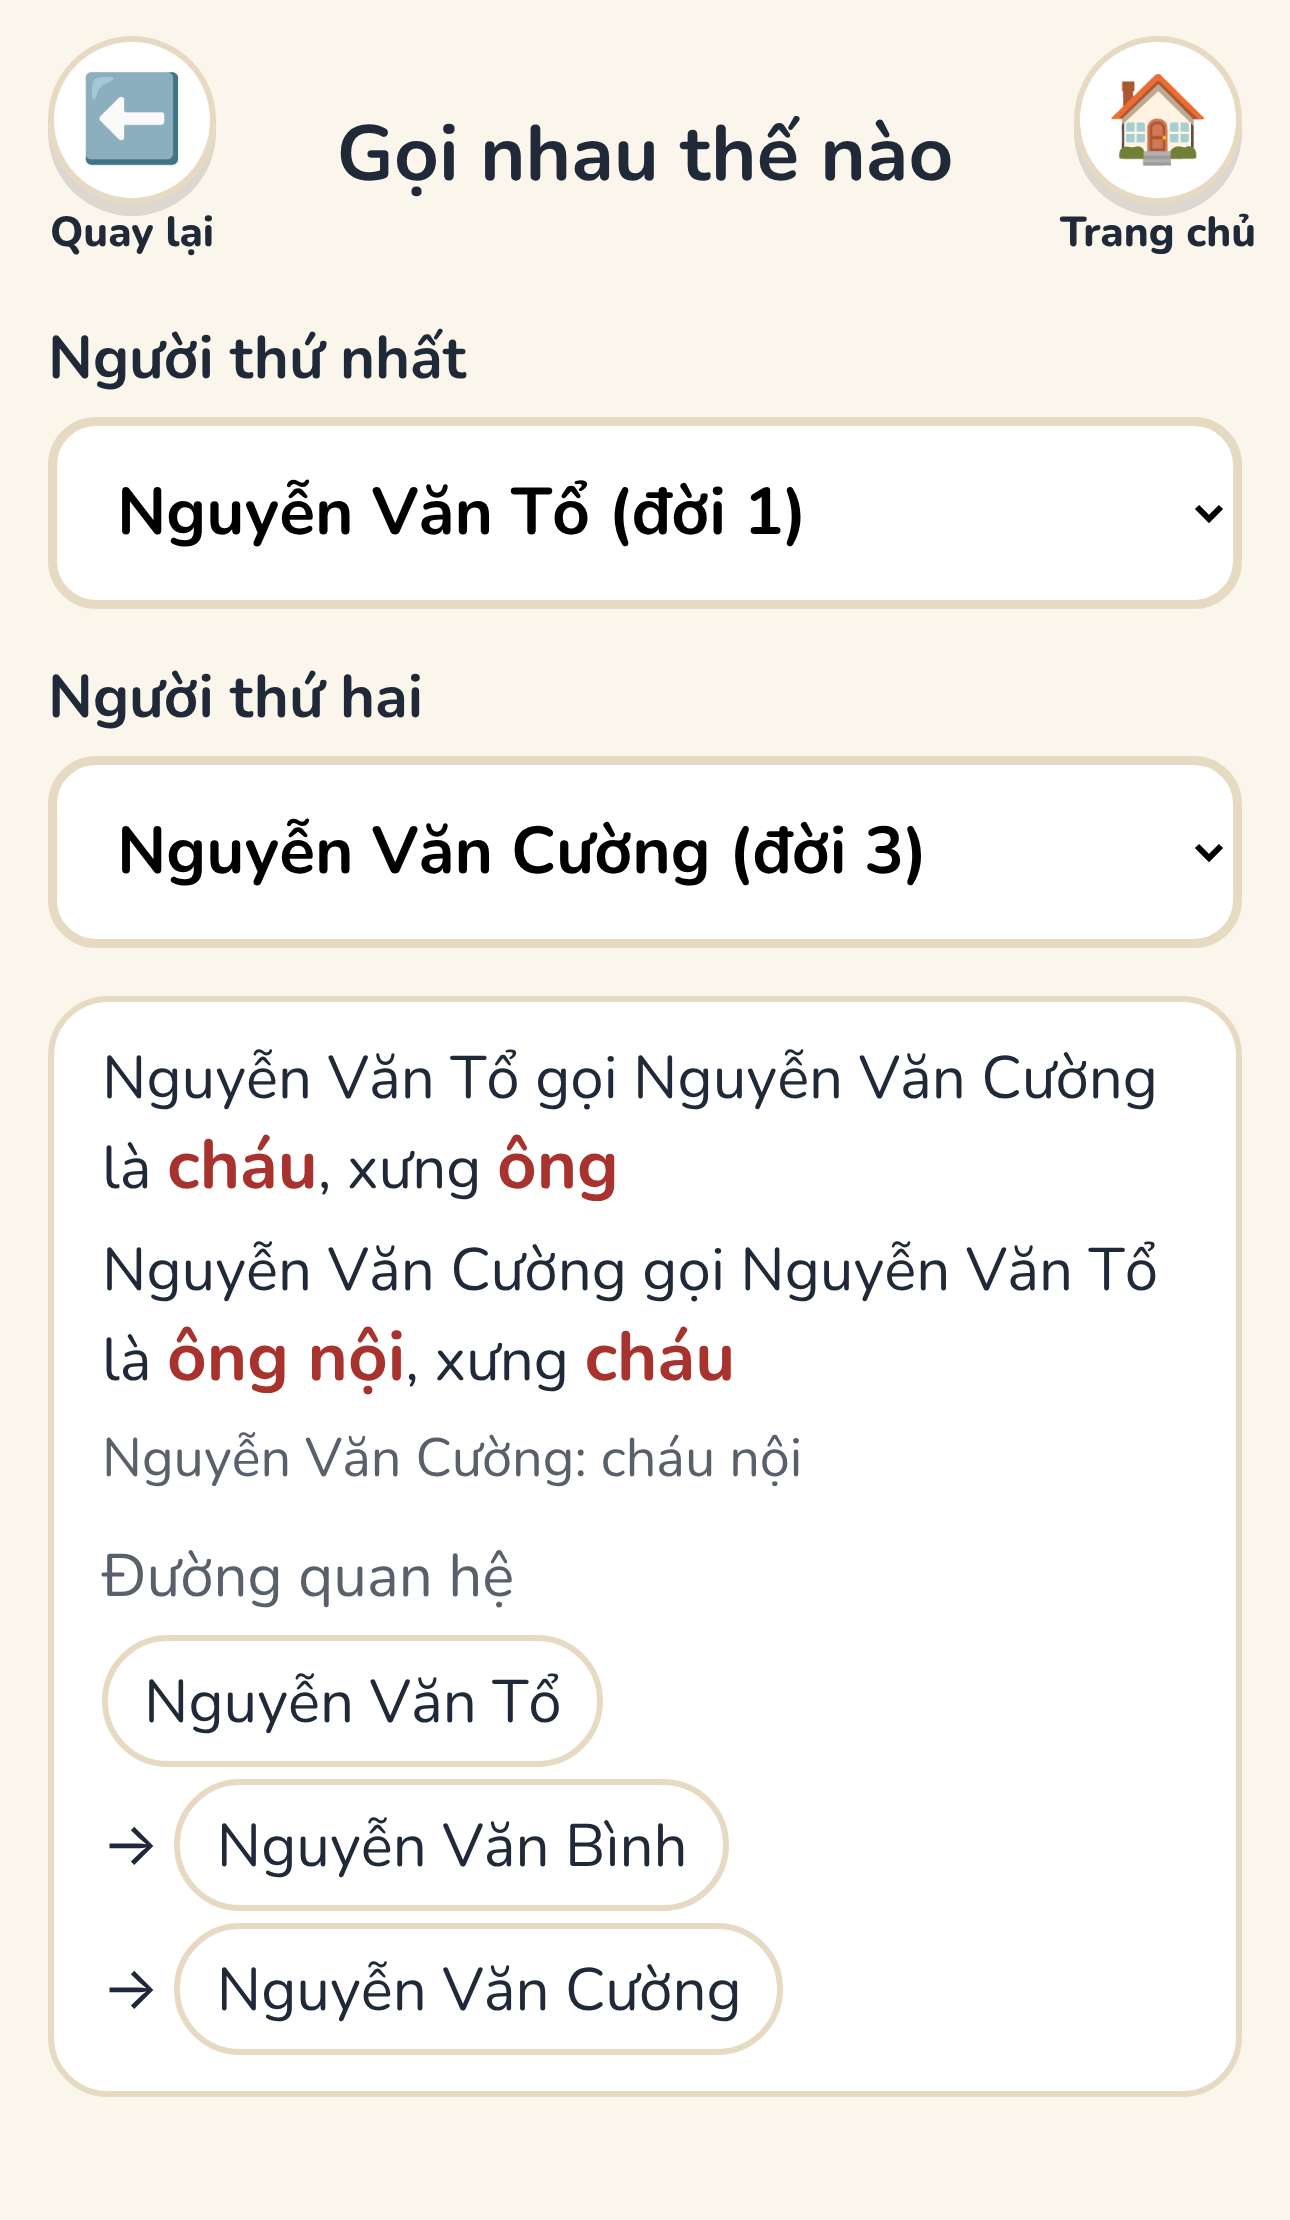 Gọi nhau thế nào
Quay lại
Trang chủ
Người thứ nhất
Nguyễn Văn Tổ (đời 1)
Người thứ hai
Nguyễn Văn Cường (đời 3)
Nguyễn Văn Tổ gọi Nguyễn Văn Cường
là cháu, xưng ông
Nguyễn Văn Cường gọi Nguyễn Văn Tổ
là ông nội, xưng cháu
Nguyễn Văn Cường: cháu nội
Đường quan hệ
Nguyễn Văn Tổ
→ Nguyễn Văn Bình
→ Nguyễn Văn Cường